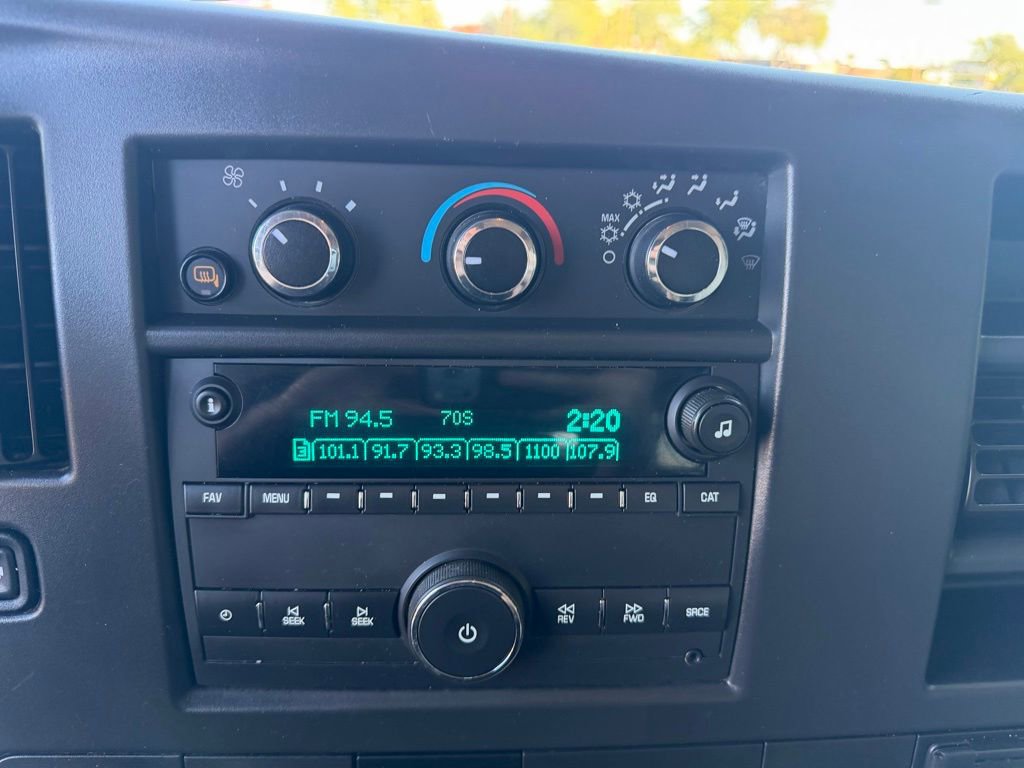 MAX
i
FM 94.5 70S 2:20
3 101.1 91.7 93.3 98.5 1100 107.9
FAV MENU EQ CAT
SEEK SEEK REV FWD SRCE